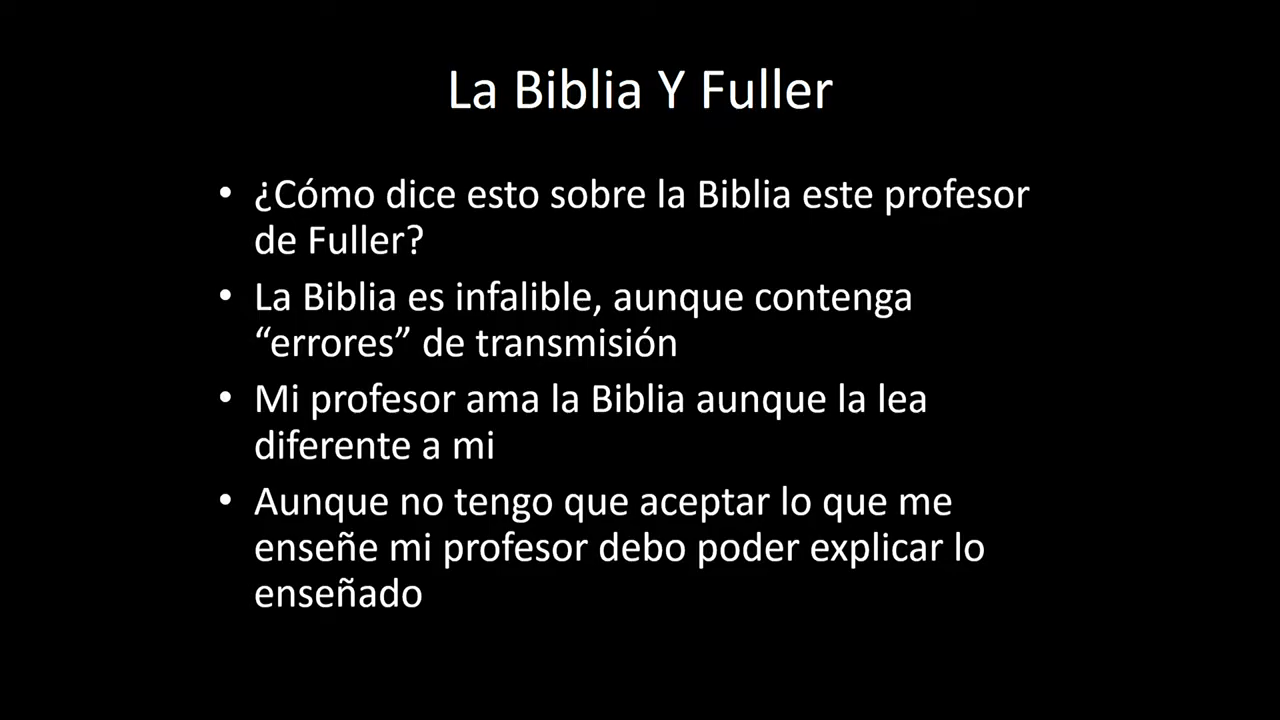 La Biblia Y Fuller
• ¿Cómo dice esto sobre la Biblia este profesor
de Fuller?
• La Biblia es infalible, aunque contenga
“errores” de transmisión
• Mi profesor ama la Biblia aunque la lea
diferente a mi
• Aunque no tengo que aceptar lo que me
enseñe mi profesor debo poder explicar lo
enseñado